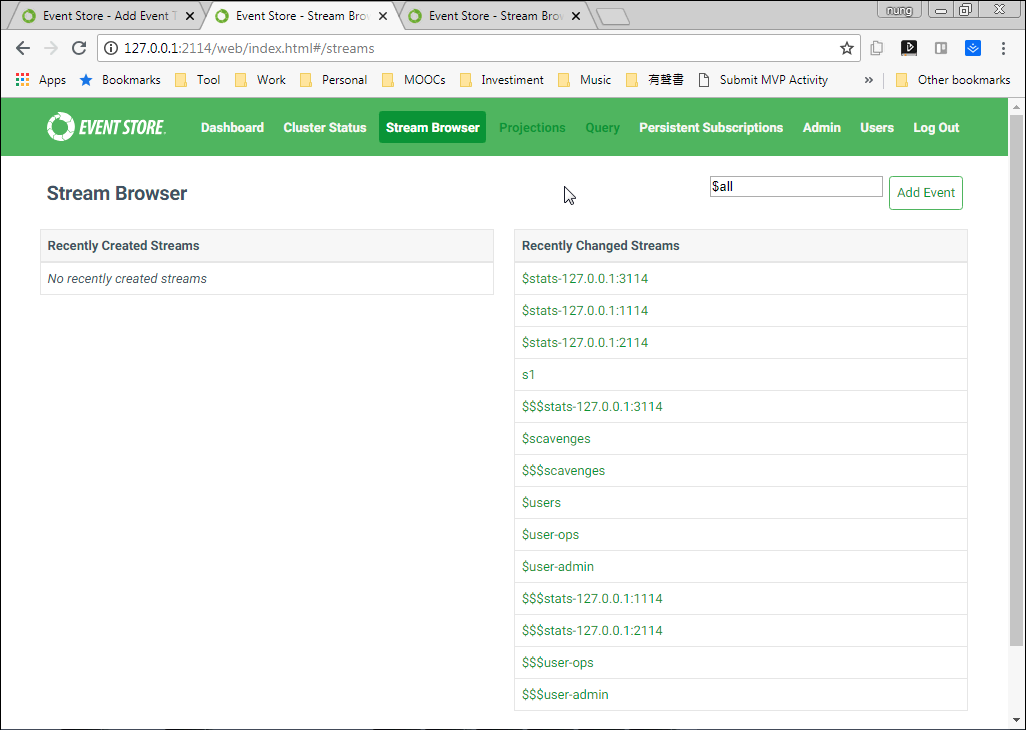 nung
Event Store - Add Event T
Event Store - Stream Brow
Event Store - Stream Brow
127.0.0.1:2114/web/index.html#/streams
Apps Bookmarks Tool Work Personal MOOCs Investiment Music 有聲書 Submit MVP Activity » Other bookmarks
EVENT STORE. Dashboard Cluster Status Stream Browser Projections Query Persistent Subscriptions Admin Users Log Out
Stream Browser
$all
Add Event
Recently Created Streams
No recently created streams
Recently Changed Streams
$stats-127.0.0.1:3114
$stats-127.0.0.1:1114
$stats-127.0.0.1:2114
s1
$$$stats-127.0.0.1:3114
$scavenges
$$$scavenges
$users
$user-ops
$user-admin
$$$stats-127.0.0.1:1114
$$$stats-127.0.0.1:2114
$$$user-ops
$$$user-admin